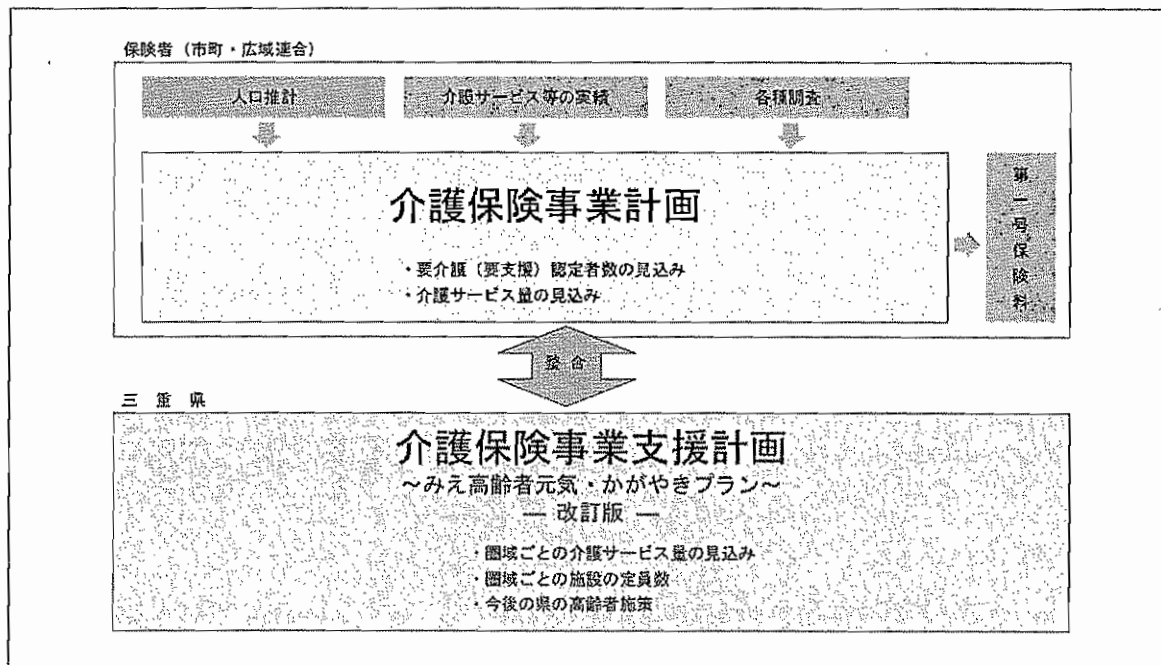 保険者（市町・広域連合）
人口推計
介護サービス等の実績
各種調査
介護保険事業計画
・要介護（要支援）認定者数の見込み
・介護サービス量の見込み
第一号保険料
整合
三重県
介護保険事業支援計画
～みえ高齢者元気・かがやきプラン～
― 改訂版 ―
・圏域ごとの介護サービス量の見込み
・圏域ごとの施設の定員数
・今後の県の高齢者施策